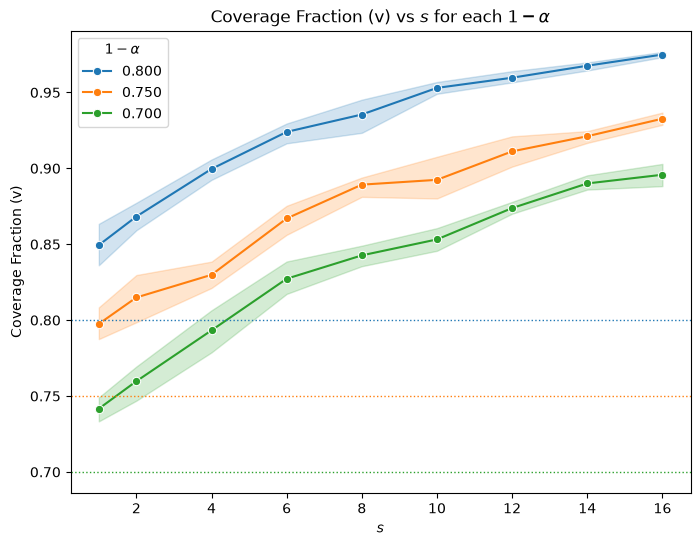 Coverage Fraction (v) vs s for each 1 − α
1 − α
0.800
0.750
0.700
Coverage Fraction (v)
0.95
0.90
0.85
0.80
0.75
0.70
2 4 6 8 10 12 14 16
s